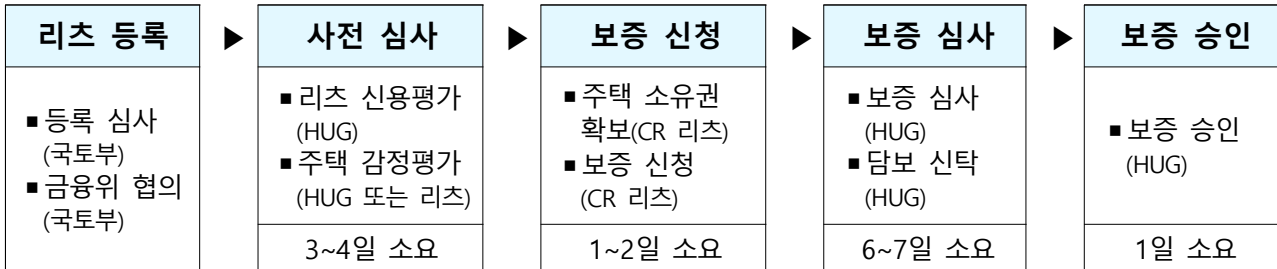 리츠 등록
▶
사전 심사
▶
보증 신청
▶
보증 심사
▶
보증 승인
▪ 등록 심사
(국토부)
▪ 금융위 협의
(국토부)
▪ 리츠 신용평가
(HUG)
▪ 주택 감정평가
(HUG 또는 리츠)
3~4일 소요
▪ 주택 소유권
확보(CR 리츠)
▪ 보증 신청
(CR 리츠)
1~2일 소요
▪ 보증 심사
(HUG)
▪ 담보 신탁
(HUG)
6~7일 소요
▪ 보증 승인
(HUG)
1일 소요